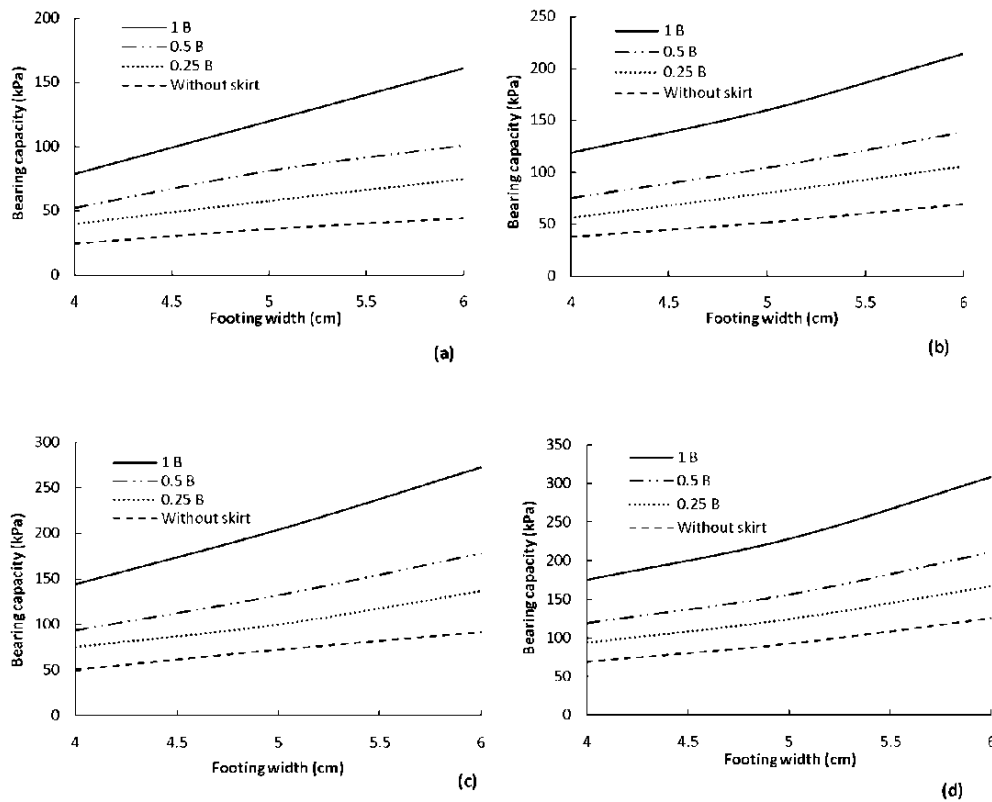 200
150
100
50
0
Bearing capacity (kPa)
1 B
0.5 B
0.25 B
Without skirt
4 4.5 5 5.5 6
Footing width (cm)
(a)
250
200
150
100
50
0
Bearing capacity (kPa)
1 B
0.5 B
0.25 B
Without skirt
4 4.5 5 5.5 6
Footing width (cm)
(b)
300
250
200
150
100
50
0
Bearing capacity (kPa)
1 B
0.5 B
0.25 B
Without skirt
4 4.5 5 5.5 6
Footing width (cm)
(c)
350
300
250
200
150
100
50
0
Bearing capacity (kPa)
1 B
0.5 B
0.25 B
Without skirt
4 4.5 5 5.5 6
Footing width (cm)
(d)